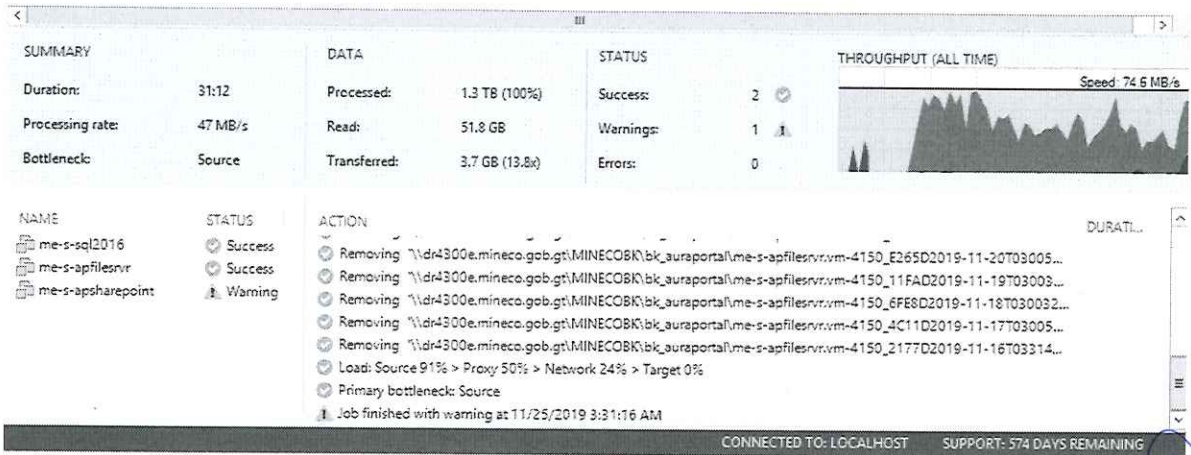 SUMMARY
Duration: 31:12
Processing rate: 47 MB/s
Bottleneck: Source
DATA
Processed: 1.3 TB (100%)
Read: 51.8 GB
Transferred: 3.7 GB (13.8x)
STATUS
Success: 2
Warnings: 1
Errors: 0
THROUGHPUT (ALL TIME)
Speed: 74.6 MB/s
NAME STATUS
me-s-sql2016 Success
me-s-apfilesrvr Success
me-s-apsharepoint Warning
ACTION DURATI...
Removing "\\dr4300e.mineco.gob.gt\MINECOBK\bk_auraportal\me-s-apfilesrvr.vm-4150_E265D2019-11-20T03005...
Removing "\\dr4300e.mineco.gob.gt\MINECOBK\bk_auraportal\me-s-apfilesrvr.vm-4150_11FAD2019-11-19T03003...
Removing "\\dr4300e.mineco.gob.gt\MINECOBK\bk_auraportal\me-s-apfilesrvr.vm-4150_6FE8D2019-11-18T030032...
Removing "\\dr4300e.mineco.gob.gt\MINECOBK\bk_auraportal\me-s-apfilesrvr.vm-4150_4C11D2019-11-17T03005...
Removing "\\dr4300e.mineco.gob.gt\MINECOBK\bk_auraportal\me-s-apfilesrvr.vm-4150_2177D2019-11-16T03314...
Load: Source 91% > Proxy 50% > Network 24% > Target 0%
Primary bottleneck: Source
Job finished with warning at 11/25/2019 3:31:16 AM
CONNECTED TO: LOCALHOST SUPPORT: 574 DAYS REMAINING